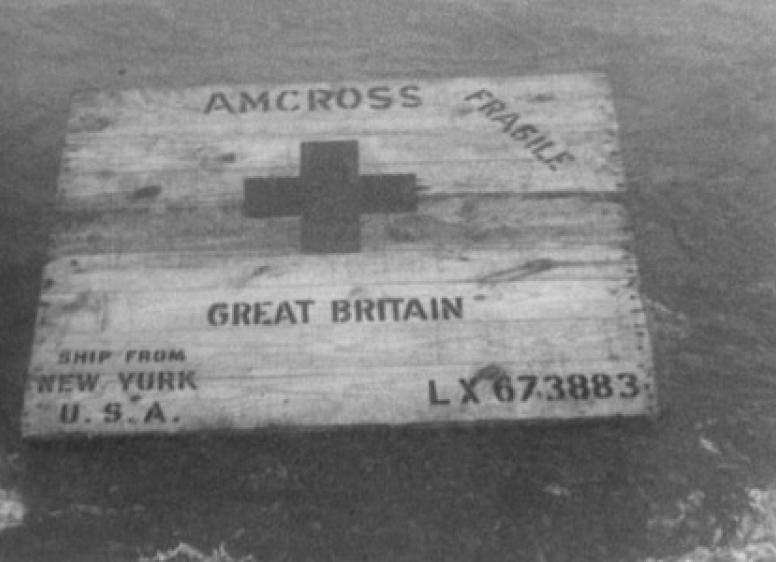 AMCROSS
FRAGILE
GREAT BRITAIN
SHIP FROM
NEW YORK
U.S.A.
LX 673883